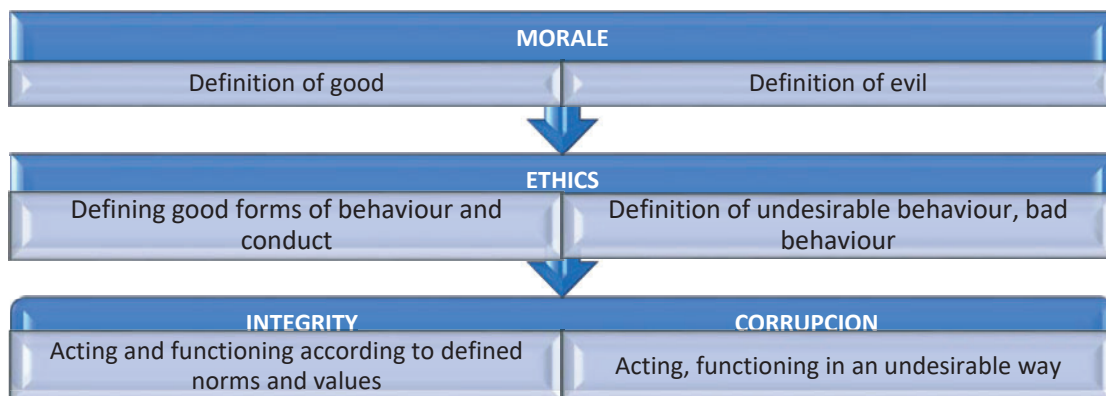 MORALE
Definition of good
Definition of evil
ETHICS
Defining good forms of behaviour and
conduct
Definition of undesirable behaviour, bad
behaviour
INTEGRITY
Acting and functioning according to defined
norms and values
CORRUPCION
Acting, functioning in an undesirable way